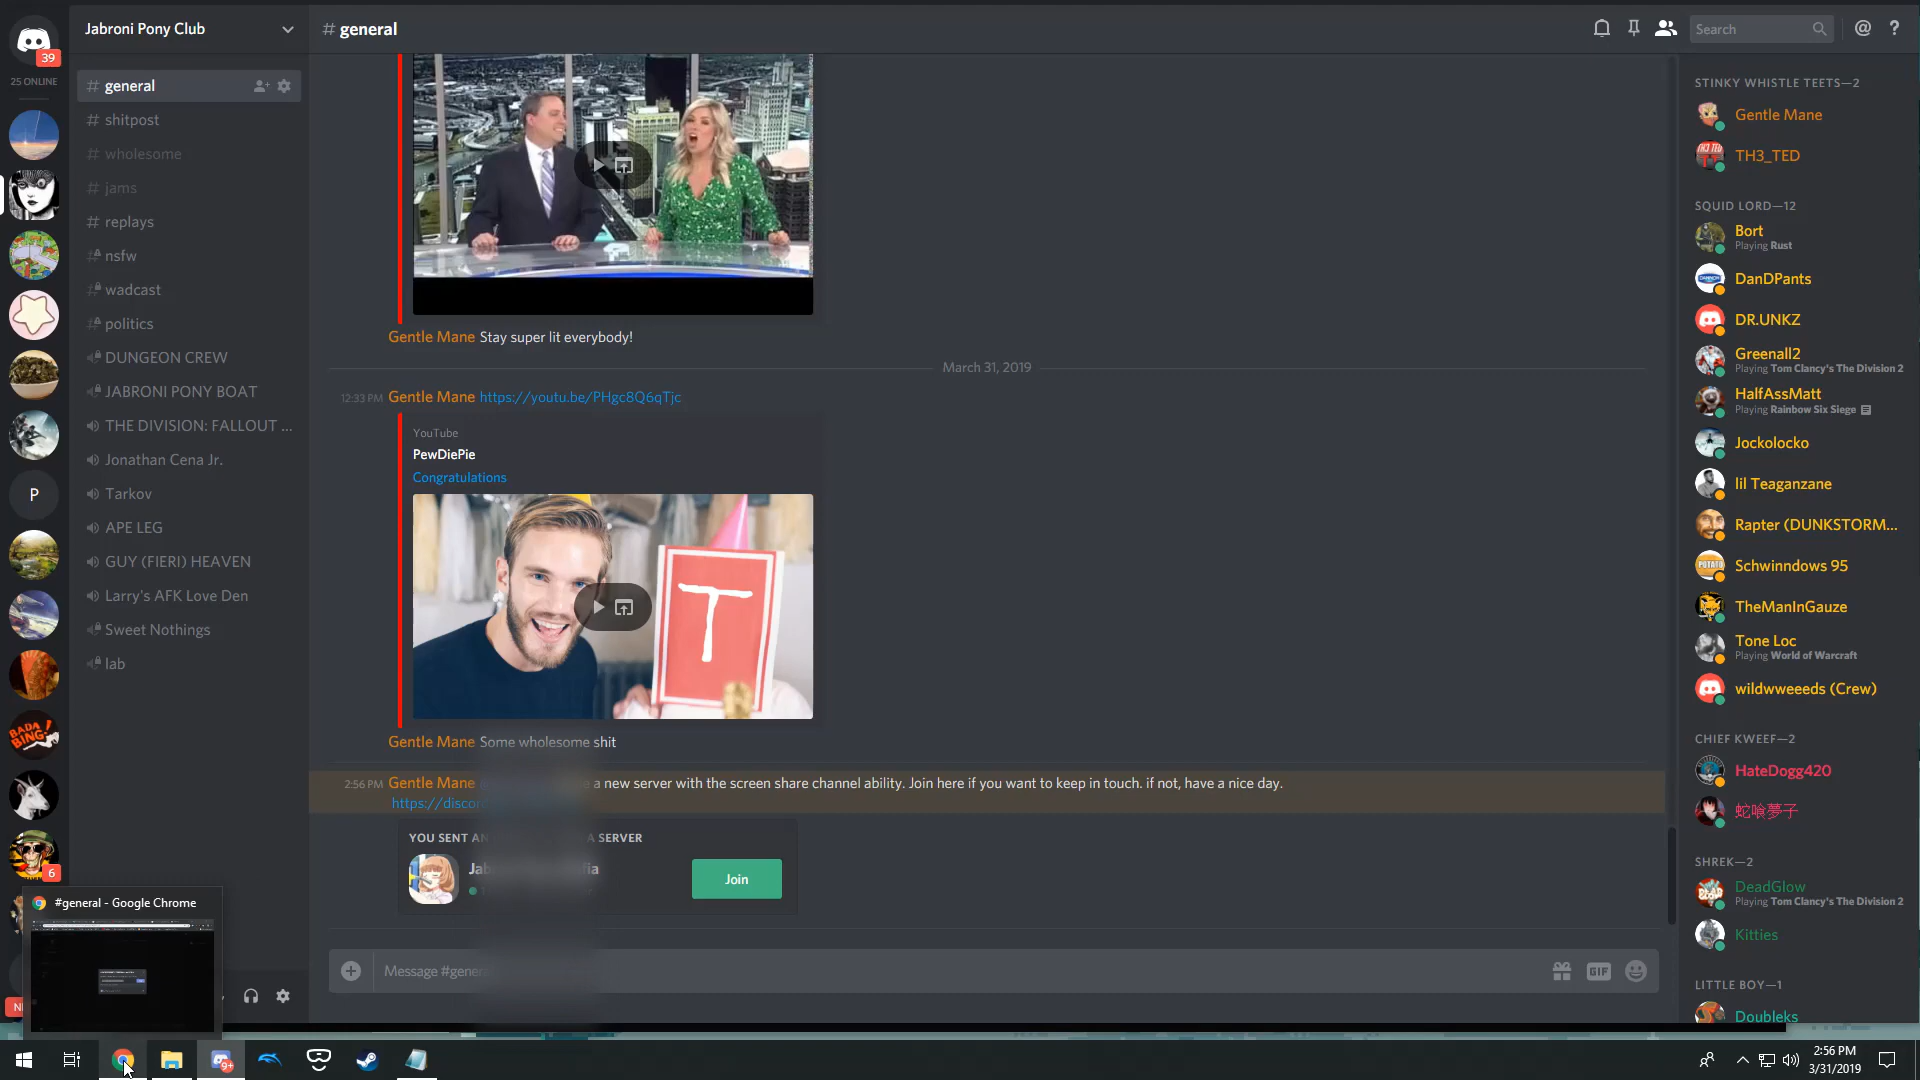 Jabroni Pony Club
# general
Search
39
25 ONLINE
# general
# shitpost
# wholesome
# jams
# replays
nsfw
wadcast
politics
DUNGEON CREW
JABRONI PONY BOAT
THE DIVISION: FALLOUT ...
Jonathan Cena Jr.
Tarkov
APE LEG
GUY (FIERI) HEAVEN
Larry's AFK Love Den
Sweet Nothings
lab
P
BADA BING!
6
Gentle Mane Stay super lit everybody!
March 31, 2019
12:33 PM Gentle Mane https://youtu.be/PHgc8Q6qTjc
YouTube
PewDiePie
Congratulations
T
Gentle Mane Some wholesome shit
2:56 PM Gentle Mane a new server with the screen share channel ability. Join here if you want to keep in touch. if not, have a nice day.
https://discor
YOU SENT AN A SERVER
Join
Message #general
GIF
STINKY WHISTLE TEETS—2
Gentle Mane
TH3_TED
SQUID LORD—12
Bort
Playing Rust
DanDPants
DR.UNKZ
Greenall2
Playing Tom Clancy's The Division 2
HalfAssMatt
Playing Rainbow Six Siege
Jockolocko
lil Teaganzane
Rapter (DUNKSTORM...
Schwinndows 95
TheManInGauze
Tone Loc
Playing World of Warcraft
wildwweeeds (Crew)
CHIEF KWEEF—2
HateDogg420
蛇喰夢子
SHREK—2
DeadGlow
Playing Tom Clancy's The Division 2
Kitties
LITTLE BOY—1
Doubleks
#general - Google Chrome
9+
2:56 PM
3/31/2019